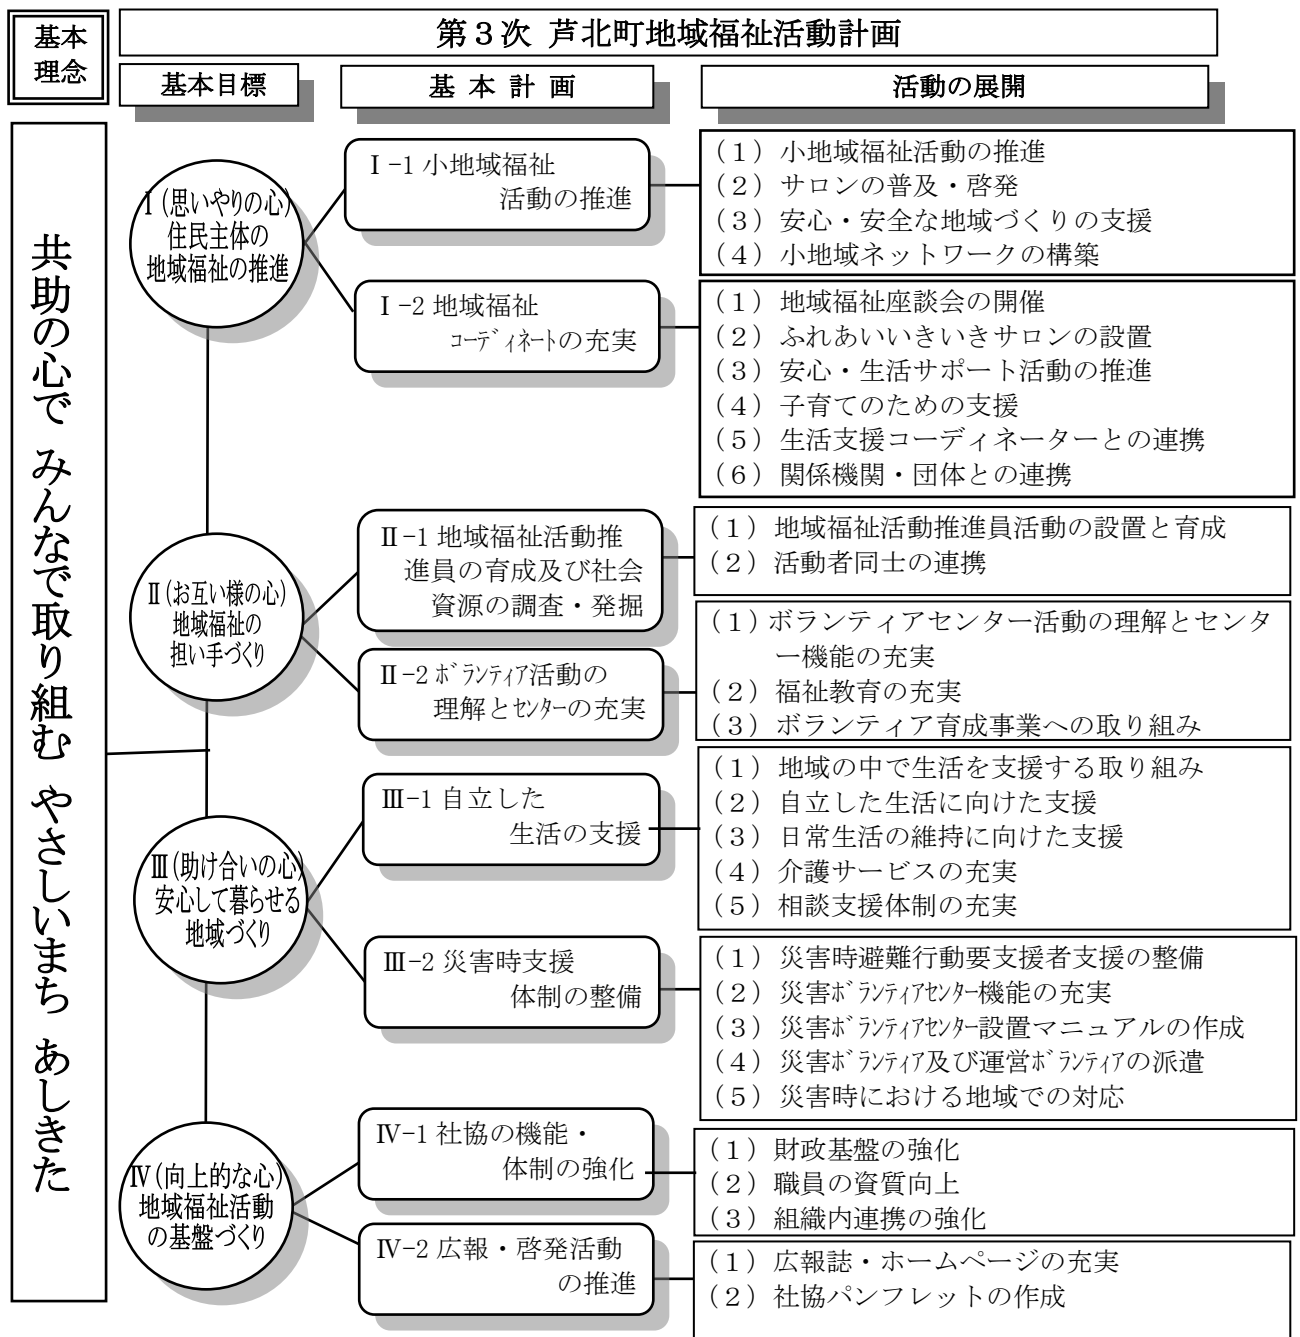 基本
理念
第３次 芦北町地域福祉活動計画
基本目標
基 本 計 画
活動の展開
共助の心で みんなで取り組む やさしいまち あしきた
Ⅰ(思いやりの心)
住民主体の
地域福祉の推進
Ⅰ-1 小地域福祉
活動の推進
（１）小地域福祉活動の推進
（２）サロンの普及・啓発
（３）安心・安全な地域づくりの支援
（４）小地域ネットワークの構築
Ⅰ-2 地域福祉
ｺｰﾃﾞｨﾈｰﾄの充実
（１）地域福祉座談会の開催
（２）ふれあいいきいきサロンの設置
（３）安心・生活サポート活動の推進
（４）子育てのための支援
（５）生活支援コーディネーターとの連携
（６）関係機関・団体との連携
Ⅱ(お互い様の心)
地域福祉の
担い手づくり
Ⅱ-1 地域福祉活動推
進員の育成及び社会
資源の調査・発掘
（１）地域福祉活動推進員活動の設置と育成
（２）活動者同士の連携
Ⅱ-2 ﾎﾞﾗﾝﾃｨｱ活動の
理解とｾﾝﾀｰの充実
（１）ボランティアセンター活動の理解とセンタ
ー機能の充実
（２）福祉教育の充実
（３）ボランティア育成事業への取り組み
Ⅲ(助け合いの心)
安心して暮らせる
地域づくり
Ⅲ-1 自立した
生活の支援
（１）地域の中で生活を支援する取り組み
（２）自立した生活に向けた支援
（３）日常生活の維持に向けた支援
（４）介護サービスの充実
（５）相談支援体制の充実
Ⅲ-2 災害時支援
体制の整備
（１）災害時避難行動要支援者支援の整備
（２）災害ﾎﾞﾗﾝﾃｨｱｾﾝﾀｰ機能の充実
（３）災害ﾎﾞﾗﾝﾃｨｱｾﾝﾀｰ設置マニュアルの作成
（４）災害ﾎﾞﾗﾝﾃｨｱ及び運営ﾎﾞﾗﾝﾃｨｱの派遣
（５）災害時における地域での対応
Ⅳ(向上的な心)
地域福祉活動
の基盤づくり
Ⅳ-1 社協の機能・
体制の強化
（１）財政基盤の強化
（２）職員の資質向上
（３）組織内連携の強化
Ⅳ-2 広報・啓発活動
の推進
（１）広報誌・ホームページの充実
（２）社協パンフレットの作成